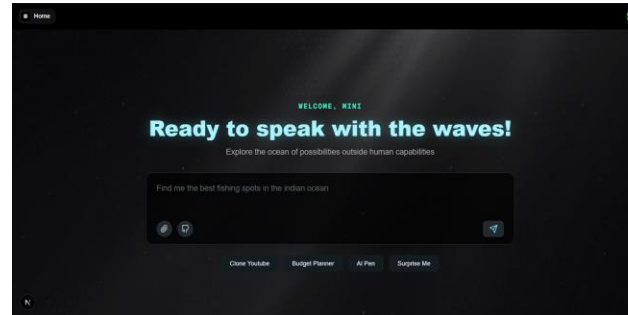 Home
WELCOME, MINI
Ready to speak with the waves!
Explore the ocean of possibilities outside human capabilities
Find me the best fishing spots in the indian ocean
Clone Youtube Budget Planner AI Pen Surprise Me
N